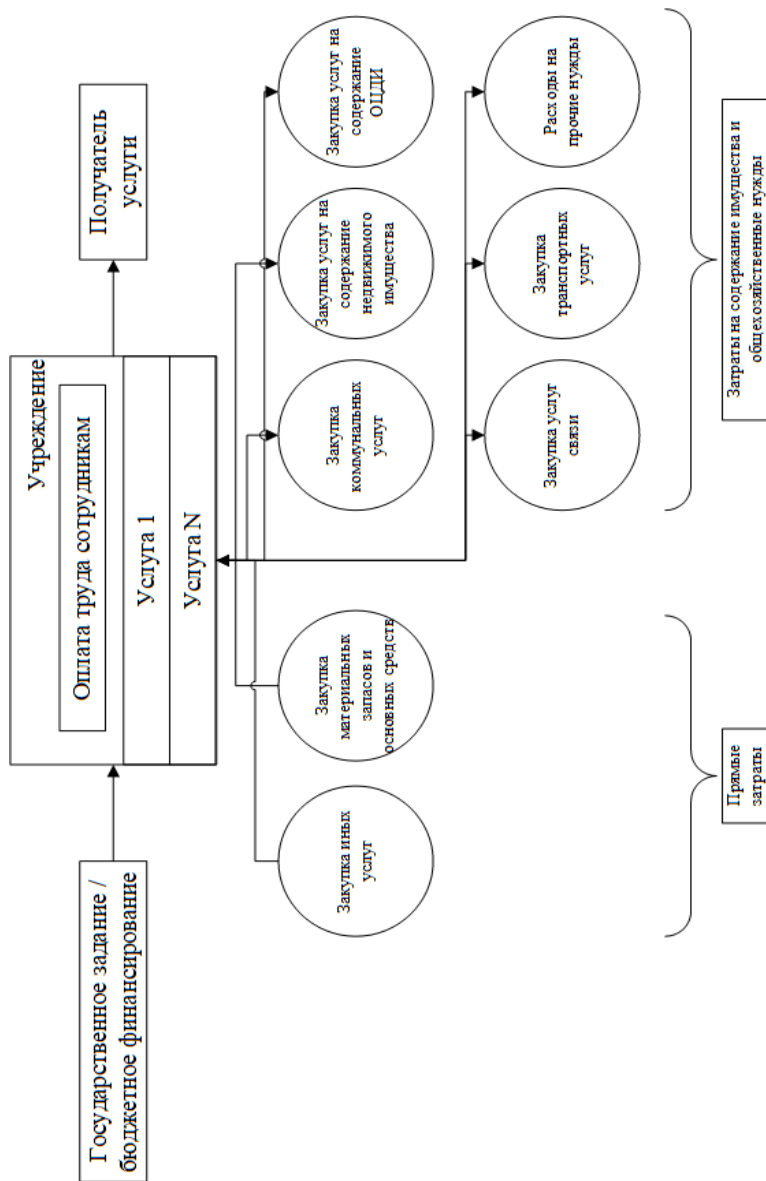 Государственное задание /
бюджетное финансирование
Учреждение
Оплата труда сотрудникам
Услуга 1
Услуга N
Получатель
услуги
Закупка иных
услуг
Закупка
материальных
запасов и
основных средств
Закупка
коммунальных
услуг
Закупка услуг на
содержание
недвижимого
имущества
Закупка услуг на
содержание
ОЦДИ
Закупка услуг
связи
Закупка
транспортных
услуг
Расходы на
прочие нужды
Прямые
затраты
Затраты на содержание имущества и
общехозяйственные нужды